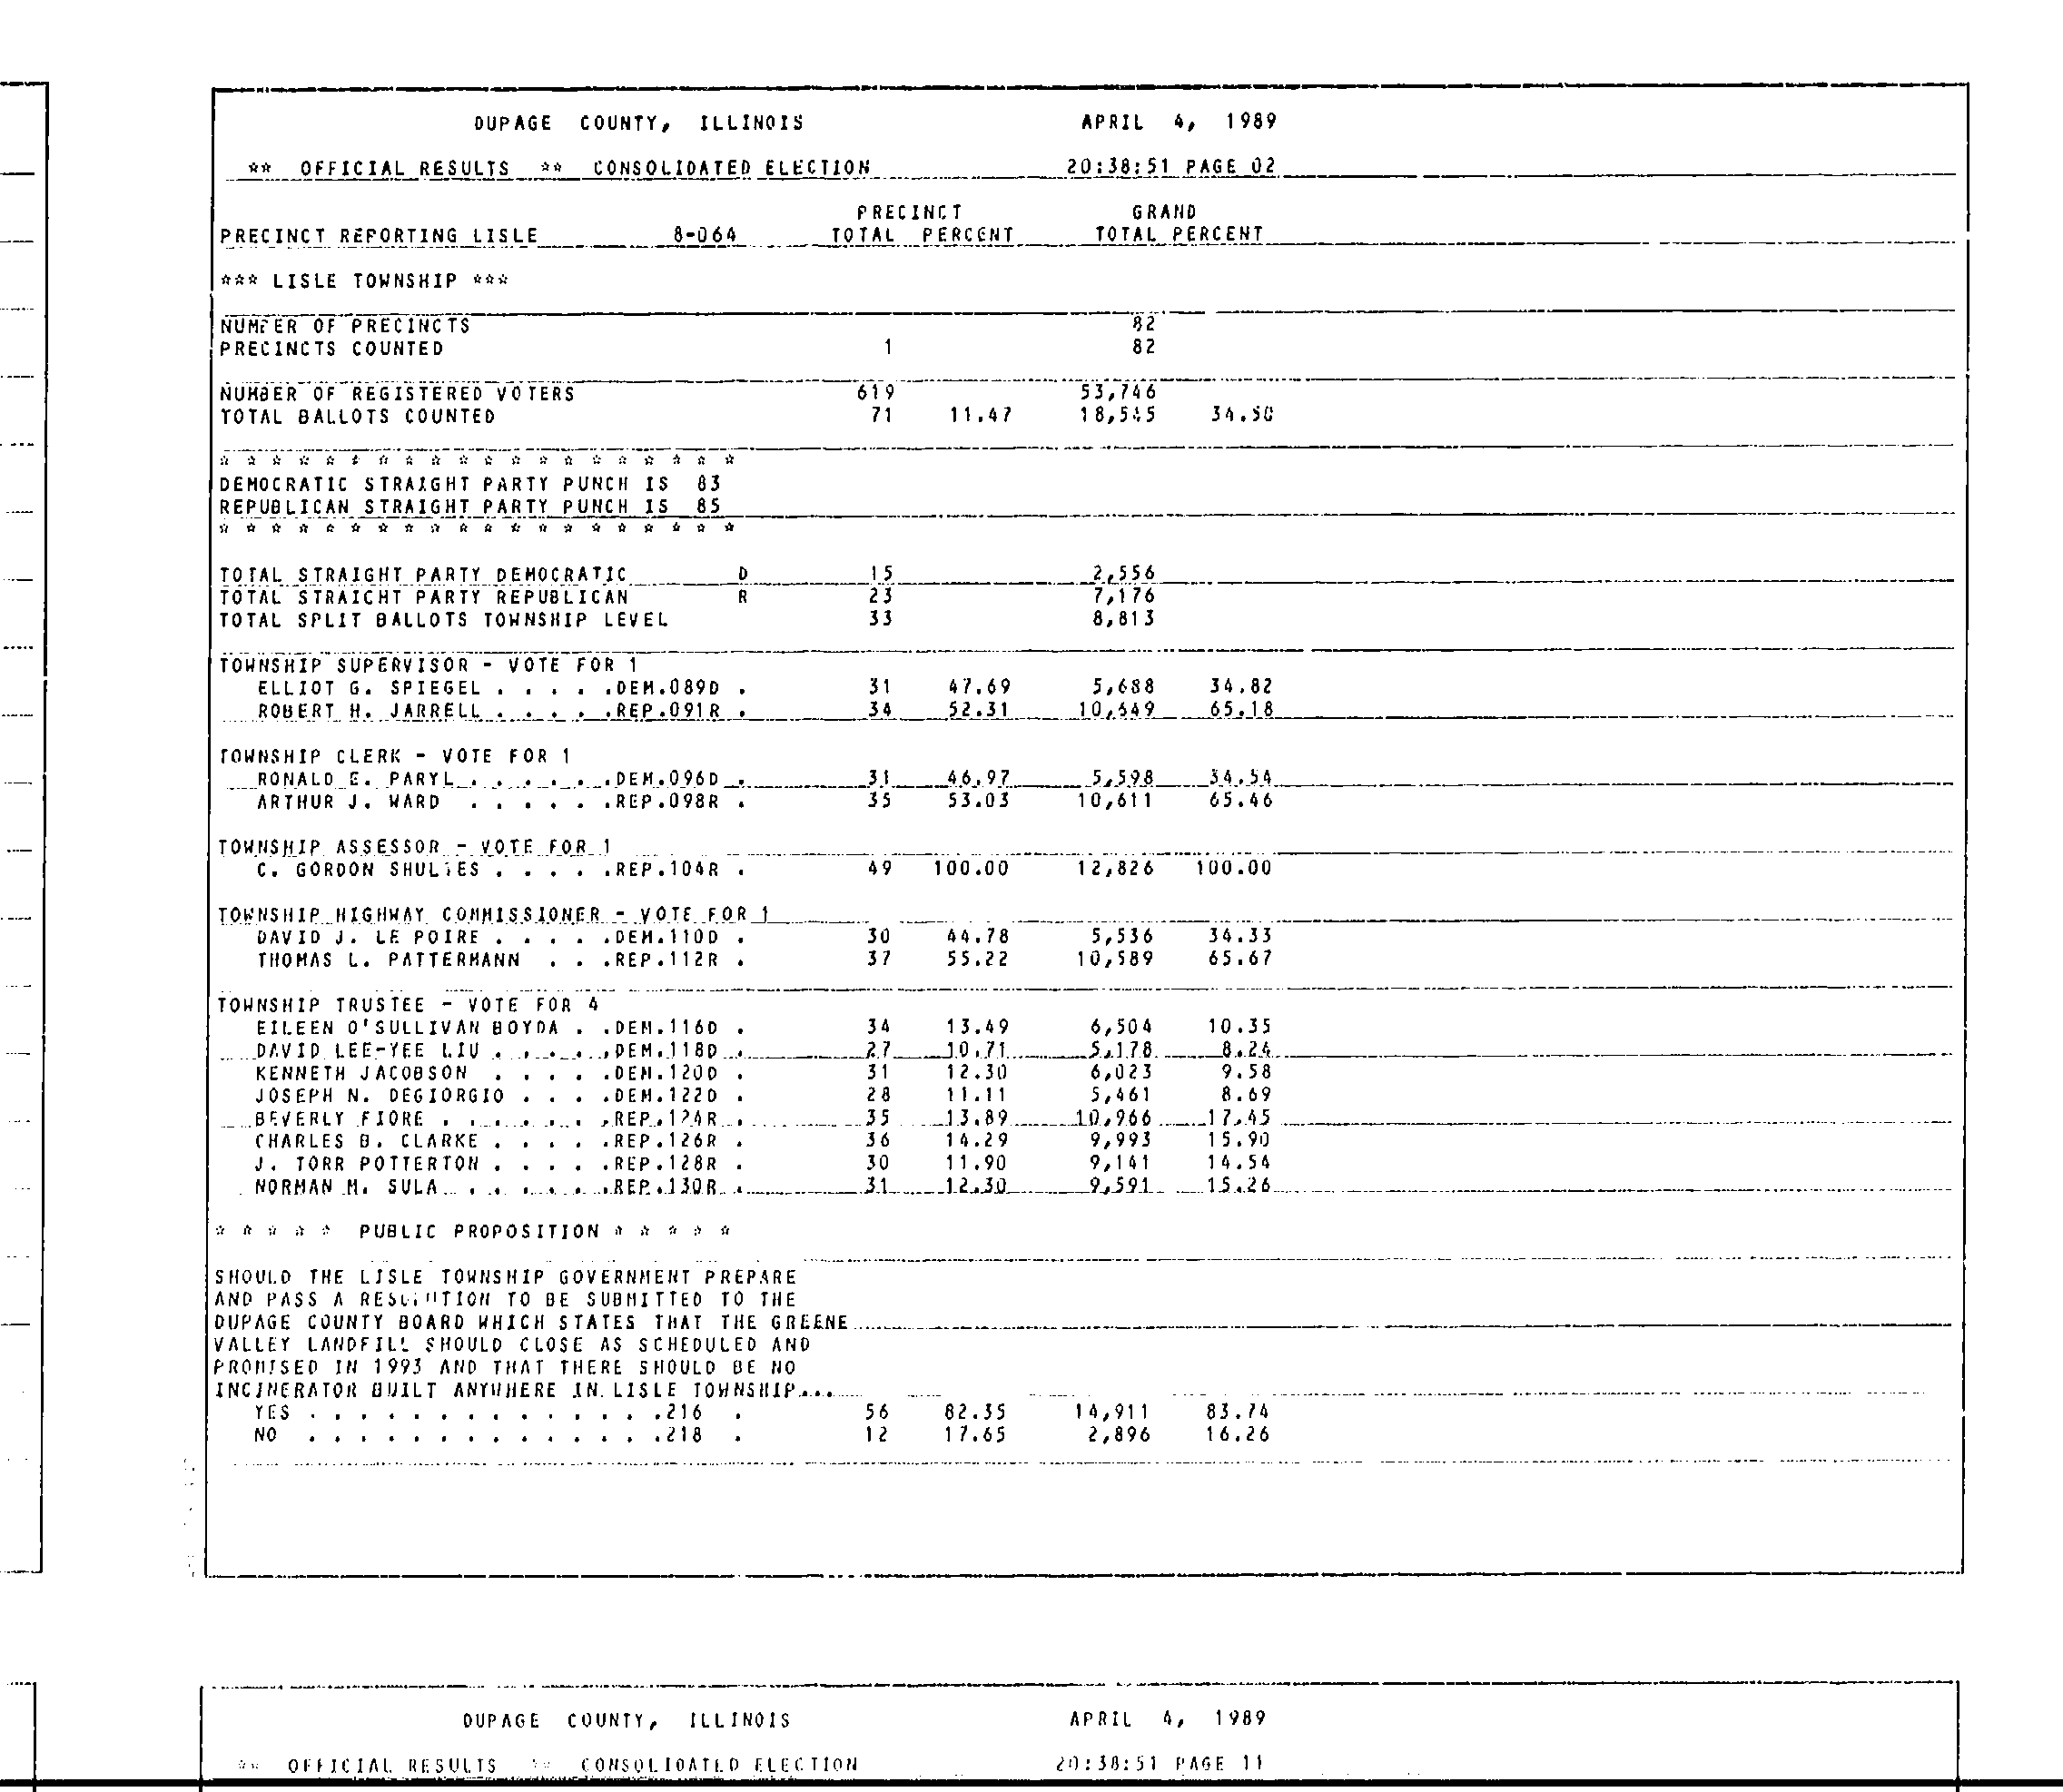 DUPAGE COUNTY, ILLINOIS APRIL 4, 1989
** OFFICIAL RESULTS ** CONSOLIDATED ELECTION 20:38:51 PAGE 02
PRECINCT GRAND
PRECINCT REPORTING LISLE 8-064 TOTAL PERCENT TOTAL PERCENT
*** LISLE TOWNSHIP ***
NUMBER OF PRECINCTS 82
PRECINCTS COUNTED 1 82
NUMBER OF REGISTERED VOTERS 619 53,746
TOTAL BALLOTS COUNTED 71 11.47 18,545 34.50
* * * * * * * * * * * * * * * * * * * *
DEMOCRATIC STRAIGHT PARTY PUNCH IS 83
REPUBLICAN STRAIGHT PARTY PUNCH IS 85
* * * * * * * * * * * * * * * * * * * *
TOTAL STRAIGHT PARTY DEMOCRATIC D 15 2,556
TOTAL STRAIGHT PARTY REPUBLICAN R 23 7,176
TOTAL SPLIT BALLOTS TOWNSHIP LEVEL 33 8,813
TOWNSHIP SUPERVISOR - VOTE FOR 1
ELLIOT G. SPIEGEL . . . . .DEM.089D . 31 47.69 5,688 34.82
ROBERT H. JARRELL . . . . .REP.091R . 34 52.31 10,649 65.18
TOWNSHIP CLERK - VOTE FOR 1
RONALD E. PARYL . . . . . .DEM.096D . 31 46.97 5,598 34.54
ARTHUR J. WARD . . . . . .REP.098R . 35 53.03 10,611 65.46
TOWNSHIP ASSESSOR - VOTE FOR 1
C. GORDON SHULTES . . . . .REP.104R . 49 100.00 12,826 100.00
TOWNSHIP HIGHWAY COMMISSIONER - VOTE FOR 1
DAVID J. LE POIRE . . . . .DEM.110D . 30 44.78 5,536 34.33
THOMAS L. PATTERMANN . . .REP.112R . 37 55.22 10,589 65.67
TOWNSHIP TRUSTEE - VOTE FOR 4
EILEEN O'SULLIVAN BOYDA . .DEM.116D . 34 13.49 6,504 10.35
DAVID LEE-YEE LIU . . . . .DEM.118D . 27 10.71 5,178 8.24
KENNETH JACOBSON . . . . .DEM.120D . 31 12.30 6,023 9.58
JOSEPH N. DEGIORGIO . . . .DEM.122D . 28 11.11 5,461 8.69
BEVERLY FIORE . . . . . . .REP.124R . 35 13.89 10,966 17.45
CHARLES B. CLARKE . . . . .REP.126R . 36 14.29 9,993 15.90
J. TORR POTTERTON . . . . .REP.128R . 30 11.90 9,141 14.54
NORMAN M. SULA . . . . . .REP.130R . 31 12.30 9,591 15.26
* * * * * PUBLIC PROPOSITION * * * * *
SHOULD THE LISLE TOWNSHIP GOVERNMENT PREPARE
AND PASS A RESOLUTION TO BE SUBMITTED TO THE
DUPAGE COUNTY BOARD WHICH STATES THAT THE GREENE
VALLEY LANDFILL SHOULD CLOSE AS SCHEDULED AND
PROMISED IN 1993 AND THAT THERE SHOULD BE NO
INCINERATOR BUILT ANYWHERE IN LISLE TOWNSHIP...
YES . . . . . . . . . . . . . .216 . 56 82.35 14,911 83.74
NO . . . . . . . . . . . . . .218 . 12 17.65 2,896 16.26
DUPAGE COUNTY, ILLINOIS APRIL 4, 1989
** OFFICIAL RESULTS ** CONSOLIDATED ELECTION 20:38:51 PAGE 11